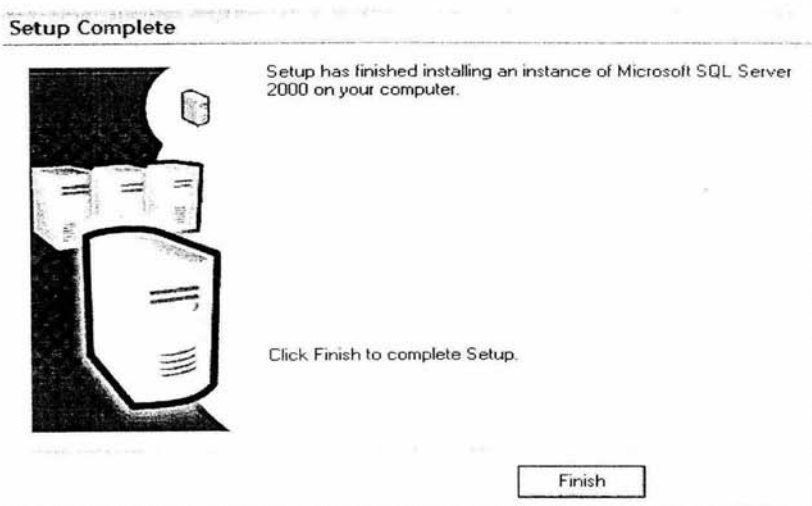 Setup Complete
Setup has finished installing an instance of Microsoft SQL Server
2000 on your computer.
Click Finish to complete Setup.
Finish